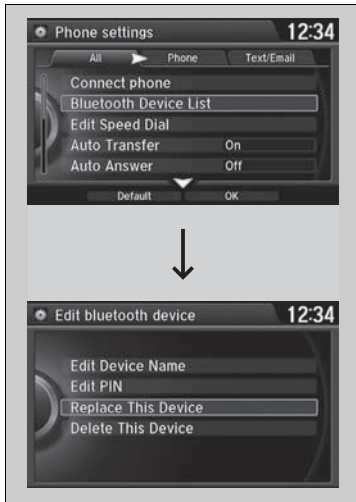 Phone settings 12:34
All Phone Text/Email
Connect phone
Bluetooth Device List
Edit Speed Dial
Auto Transfer On
Auto Answer Off
Default OK
Edit bluetooth device 12:34
Edit Device Name
Edit PIN
Replace This Device
Delete This Device